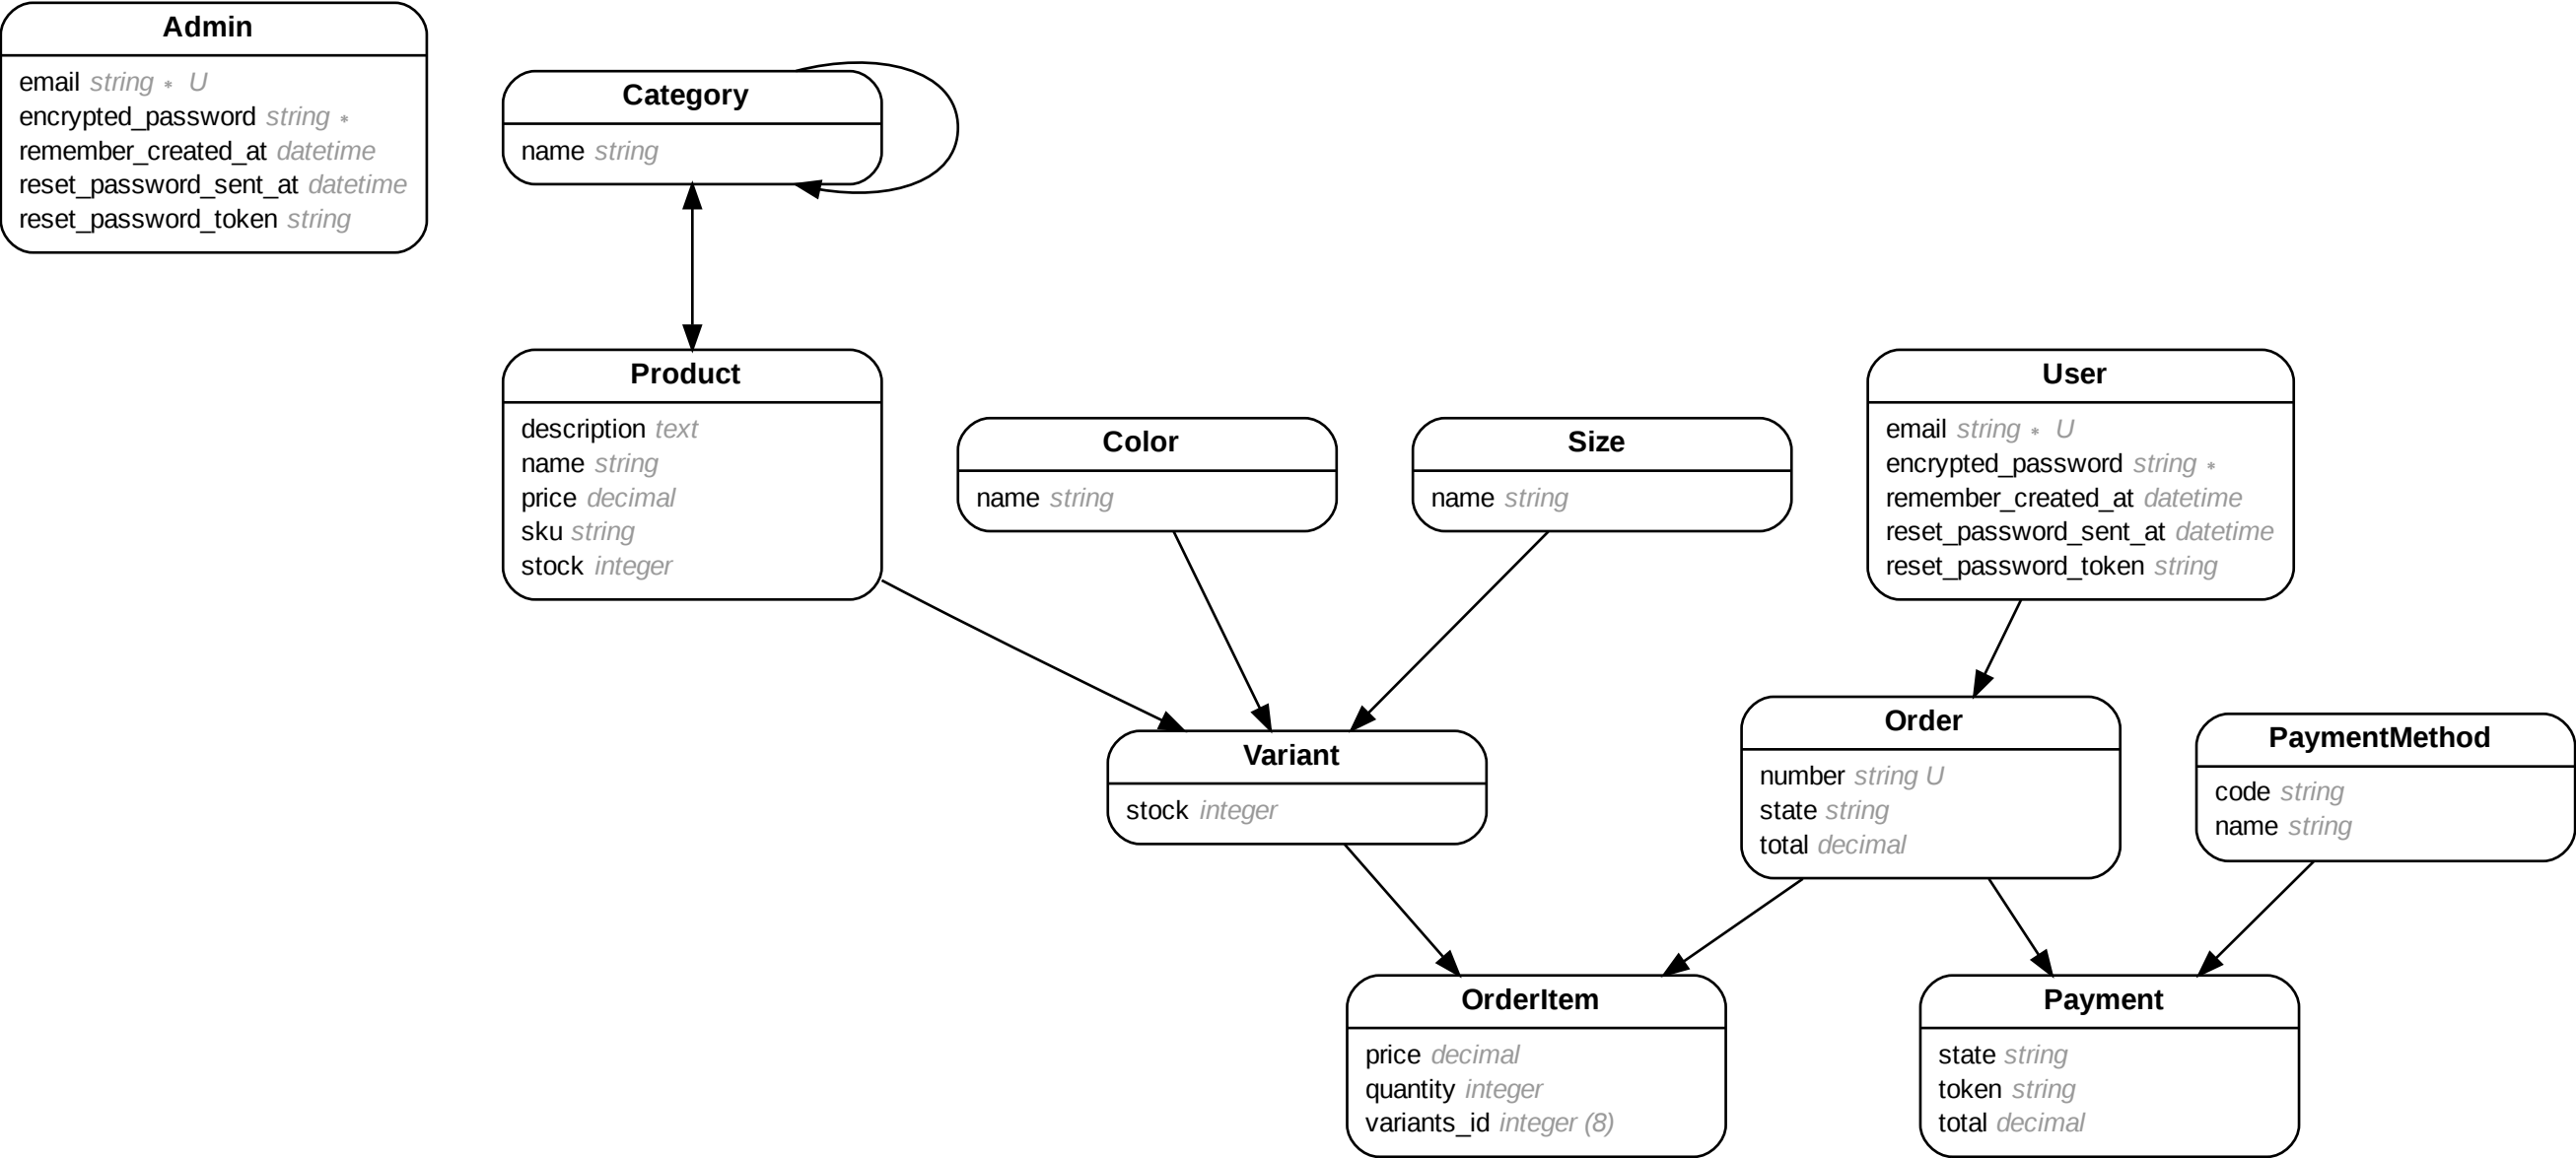 Admin
email string * U
encrypted_password string *
remember_created_at datetime
reset_password_sent_at datetime
reset_password_token string
Category
name string
Product
description text
name string
price decimal
sku string
stock integer
Color
name string
Size
name string
User
email string * U
encrypted_password string *
remember_created_at datetime
reset_password_sent_at datetime
reset_password_token string
Variant
stock integer
Order
number string U
state string
total decimal
PaymentMethod
code string
name string
OrderItem
price decimal
quantity integer
variants_id integer (8)
Payment
state string
token string
total decimal